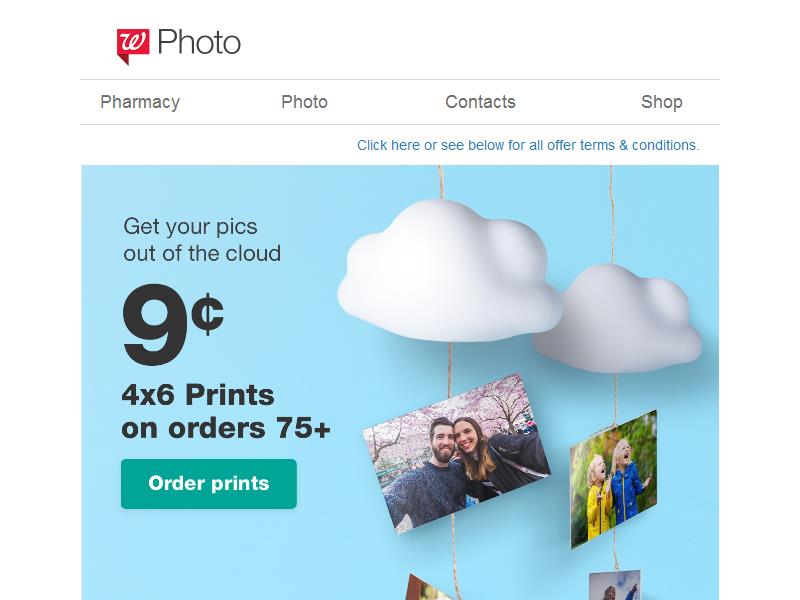 W Photo
Pharmacy Photo Contacts Shop
Click here or see below for all offer terms & conditions.
Get your pics
out of the cloud
9¢
4x6 Prints
on orders 75+
Order prints